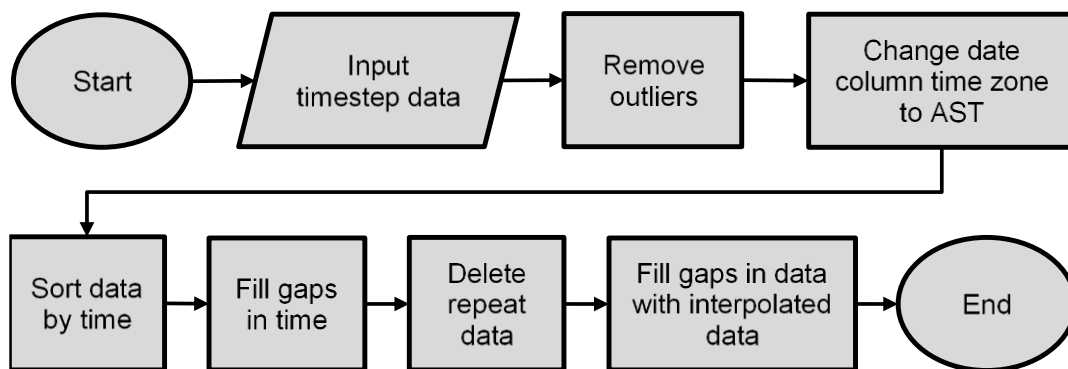 Start
Input
timestep data
Remove
outliers
Change date
column time zone
to AST
Sort data
by time
Fill gaps
in time
Delete
repeat
data
Fill gaps in data
with interpolated
data
End